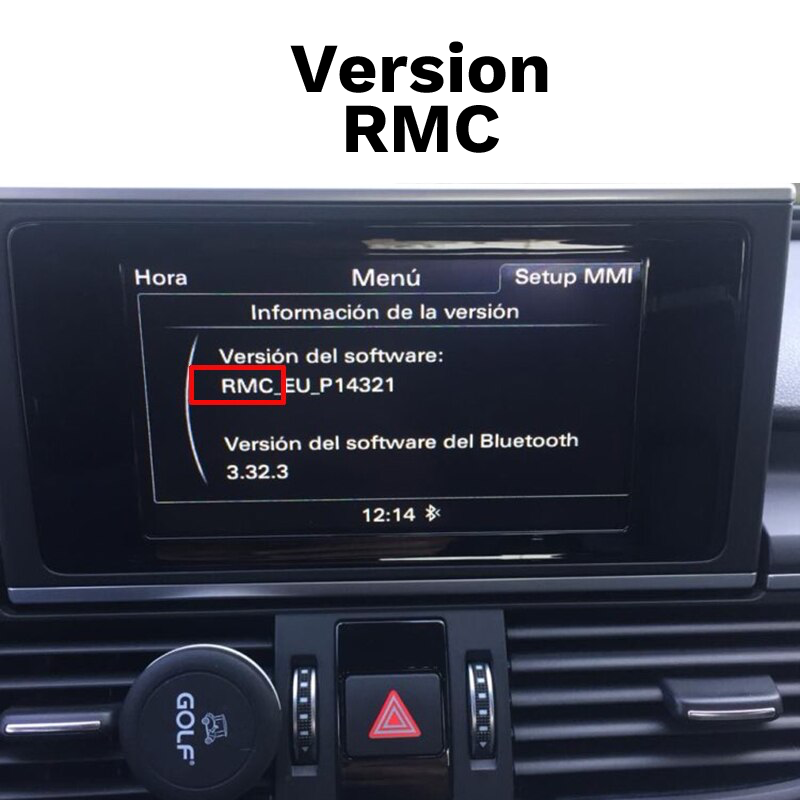 Version
RMC
Hora Menú Setup MMI
Información de la versión
Versión del software:
RMC_EU_P14321
Versión del software del Bluetooth
3.32.3
12:14
GOLF